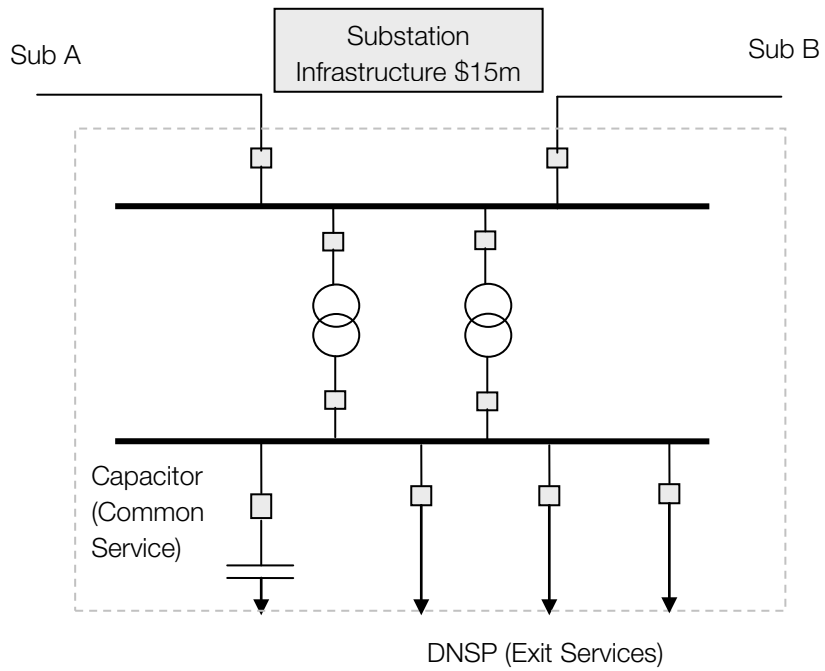 Substation
Infrastructure $15m
Sub A
Sub B
Capacitor
(Common
Service)
DNSP (Exit Services)